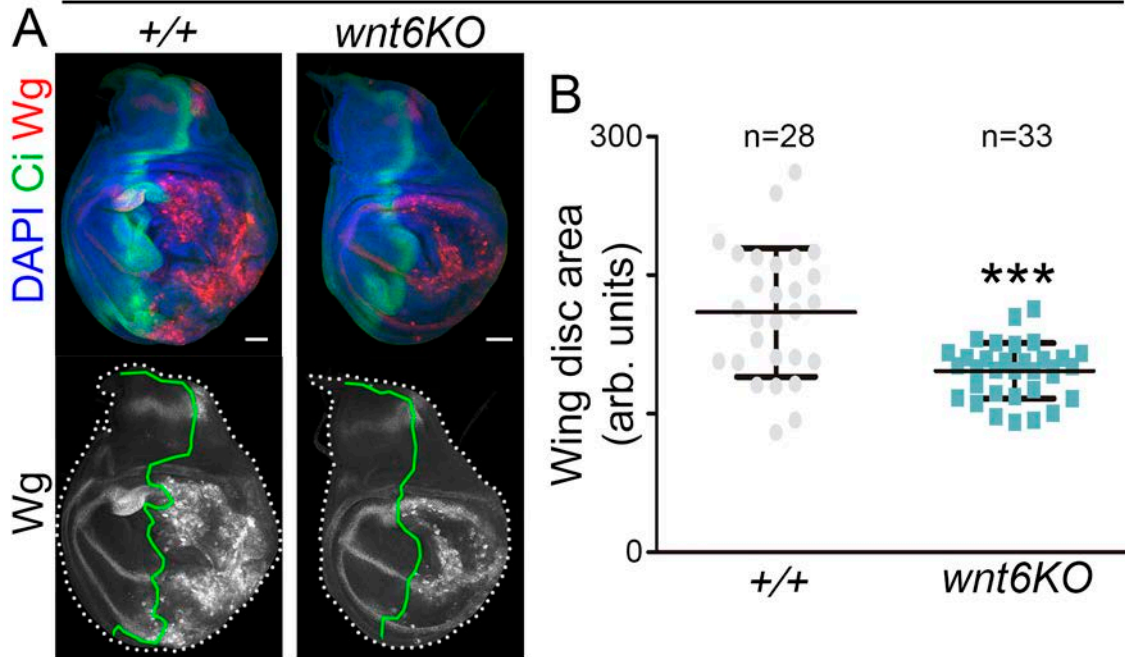 A
+/+
wnt6KO
DAPI Ci Wg
Wg
B
n=28
n=33
300
***
0
Wing disc area
(arb. units)
+/+
wnt6KO